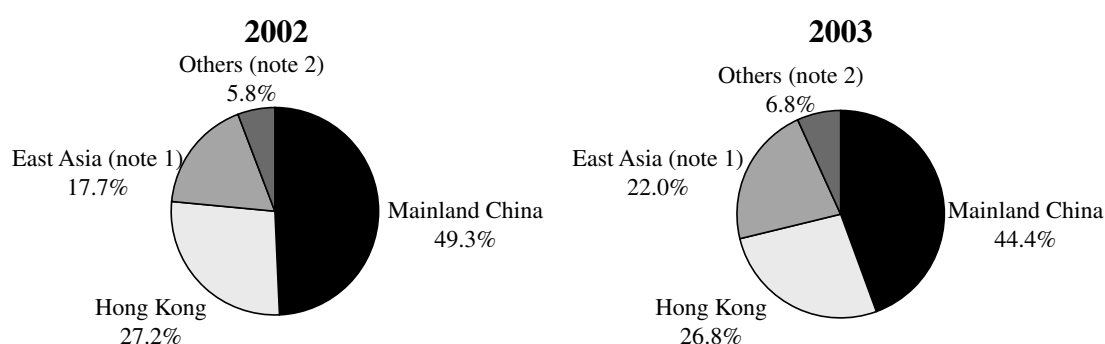 2002
Others (note 2)
5.8%
East Asia (note 1)
17.7%
Mainland China
49.3%
Hong Kong
27.2%
2003
Others (note 2)
6.8%
East Asia (note 1)
22.0%
Mainland China
44.4%
Hong Kong
26.8%